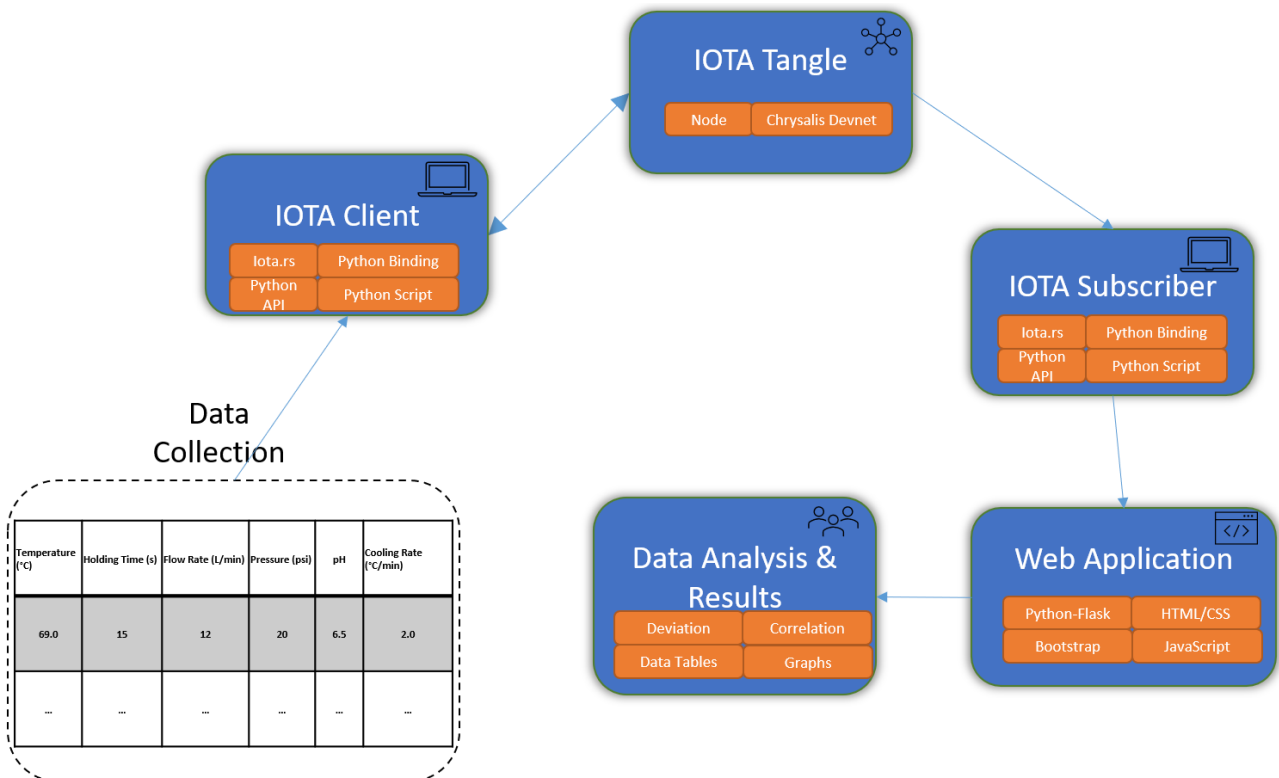 IOTA Tangle
Node
Chrysalis Devnet
IOTA Client
Iota.rs
Python Binding
Python
API
Python Script
IOTA Subscriber
Iota.rs
Python Binding
Python
API
Python Script
Data
Collection
Temperature
(°C)
Holding Time (s)
Flow Rate (L/min)
Pressure (psi)
pH
Cooling Rate
(°C/min)
69.0
15
12
20
6.5
2.0
...
...
...
...
...
...
Data Analysis &
Results
Deviation
Correlation
Data Tables
Graphs
</>
Web Application
Python-Flask
HTML/CSS
Bootstrap
JavaScript